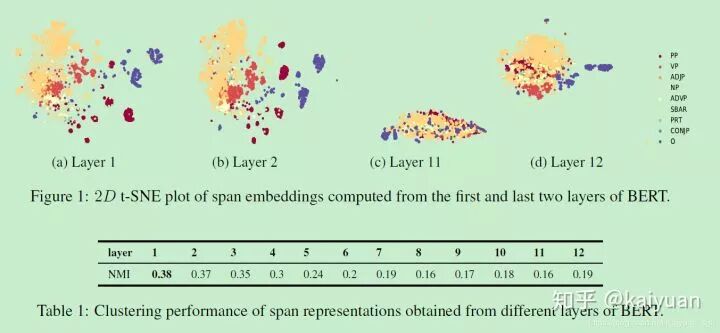 PP
VP
ADJP
NP
ADVP
SBAR
PRT
CONJP
O
(a) Layer 1
(b) Layer 2
(c) Layer 11
(d) Layer 12
Figure 1: 2D t-SNE plot of span embeddings computed from the first and last two layers of BERT.
layer 1 2 3 4 5 6 7 8 9 10 11 12
NMI 0.38 0.37 0.35 0.3 0.24 0.2 0.19 0.16 0.17 0.18 0.16 0.19
知乎 @kaiyuan
Table 1: Clustering performance of span representations obtained from different layers of BERT.